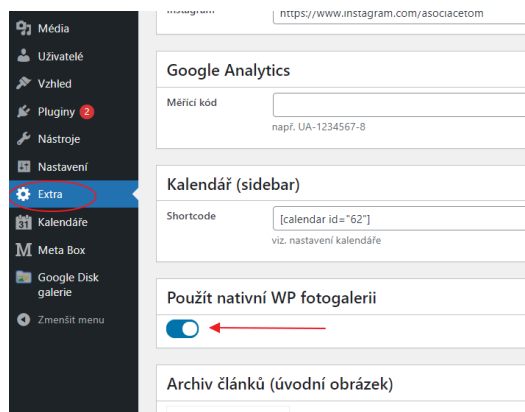 Média
Uživatelé
Vzhled
Pluginy 2
Nástroje
Nastavení
Extra
Kalendáře
Meta Box
Google Disk
galerie
Zmenšit menu
Instagram
https://www.instagram.com/asociacetom
Google Analytics
Měřící kód
např. UA-1234567-8
Kalendář (sidebar)
Shortcode
[calendar id="62"]
viz. nastavení kalendáře
Použít nativní WP fotogalerii
Archiv článků (úvodní obrázek)